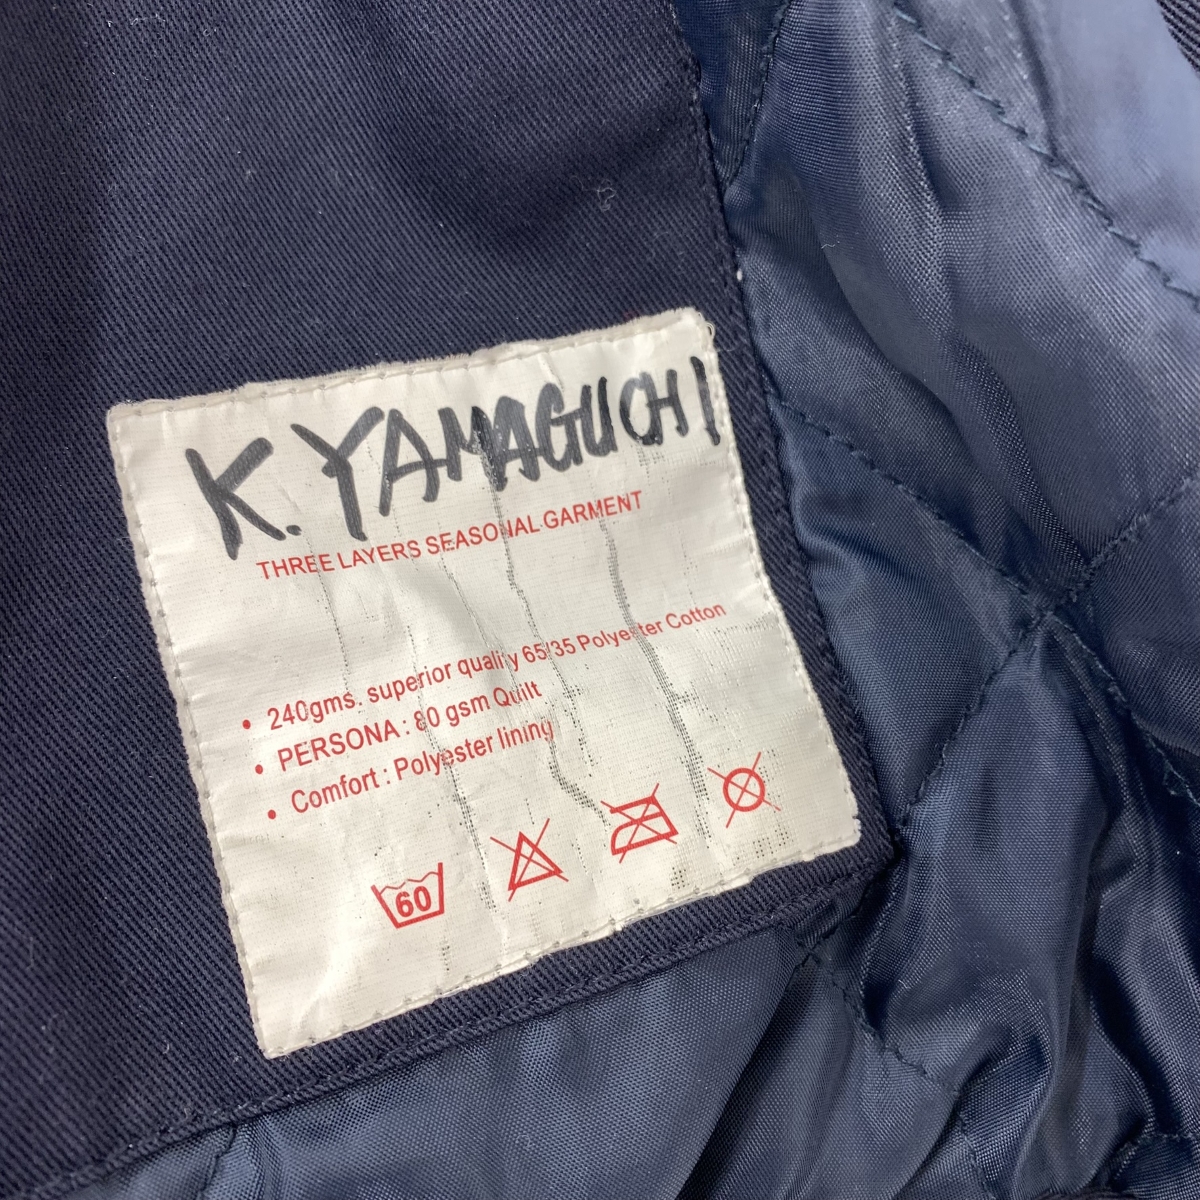 K. YAMAGUCHI
THREE LAYERS SEASONAL GARMENT
• 240gms. superior quality 65/35 Polyester Cotton
• PERSONA : 80 gsm Quilt
• Comfort : Polyester lining
60